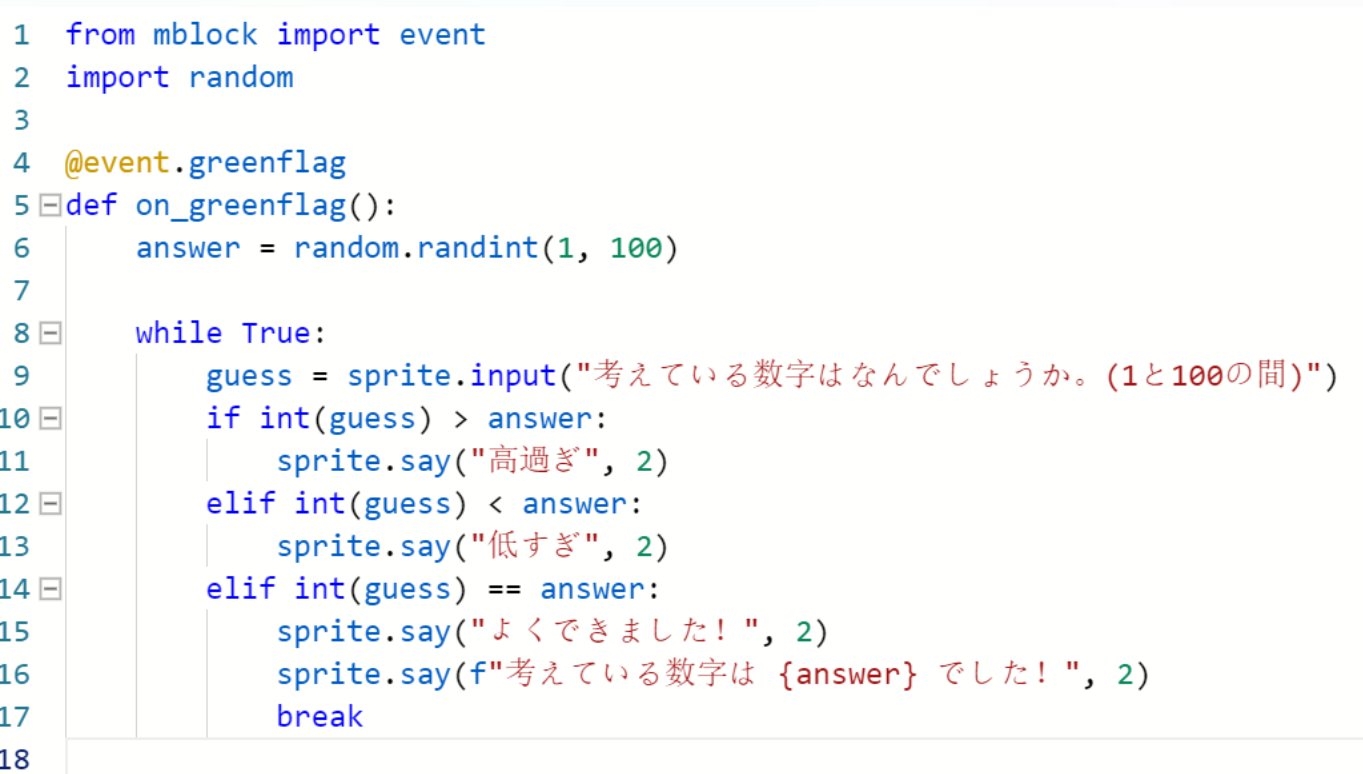 1 from mblock import event
2 import random
3
4 @event.greenflag
5 def on_greenflag():
6 answer = random.randint(1, 100)
7
8 while True:
9 guess = sprite.input("考えている数字はなんでしょうか。(1と100の間)")
10 if int(guess) > answer:
11 sprite.say("高過ぎ", 2)
12 elif int(guess) < answer:
13 sprite.say("低すぎ", 2)
14 elif int(guess) == answer:
15 sprite.say("よくできました！", 2)
16 sprite.say(f"考えている数字は {answer} でした！", 2)
17 break
18